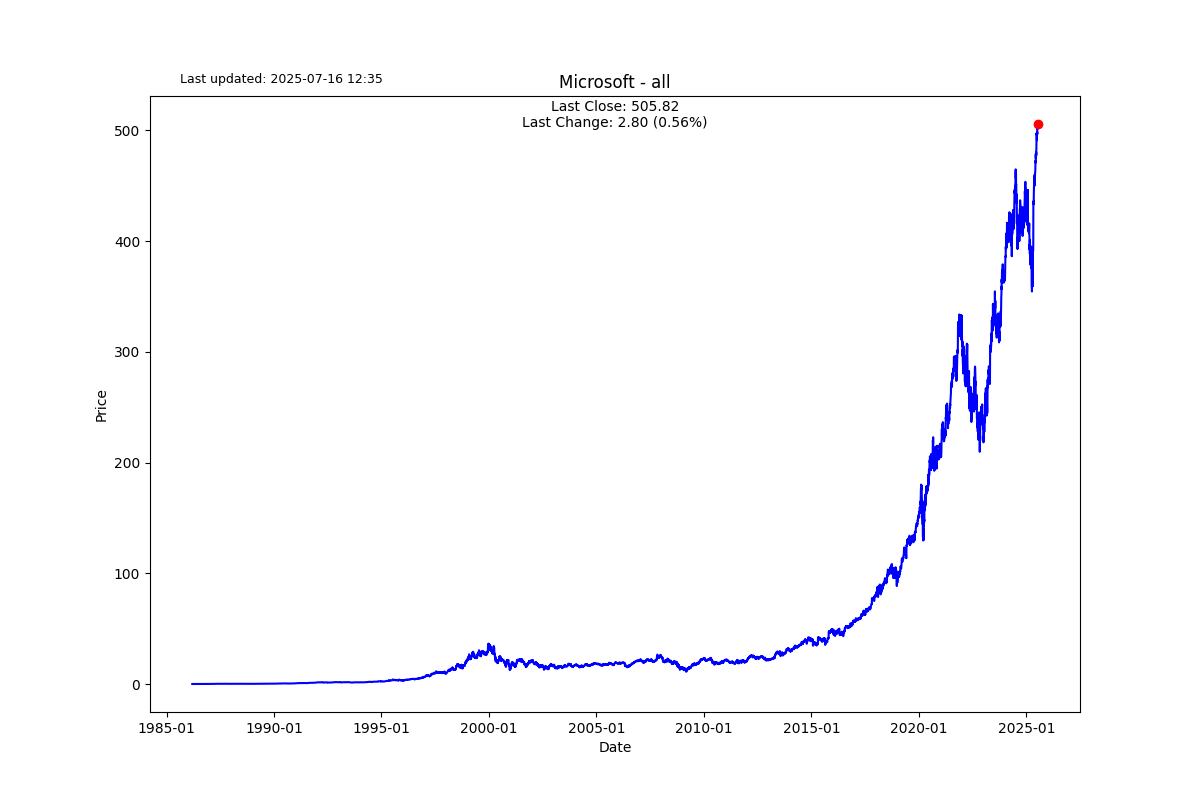 Last updated: 2025-07-16 12:35
Microsoft - all
Last Close: 505.82
Last Change: 2.80 (0.56%)
500
400
300
200
100
0
Price
1985-01 1990-01 1995-01 2000-01 2005-01 2010-01 2015-01 2020-01 2025-01
Date